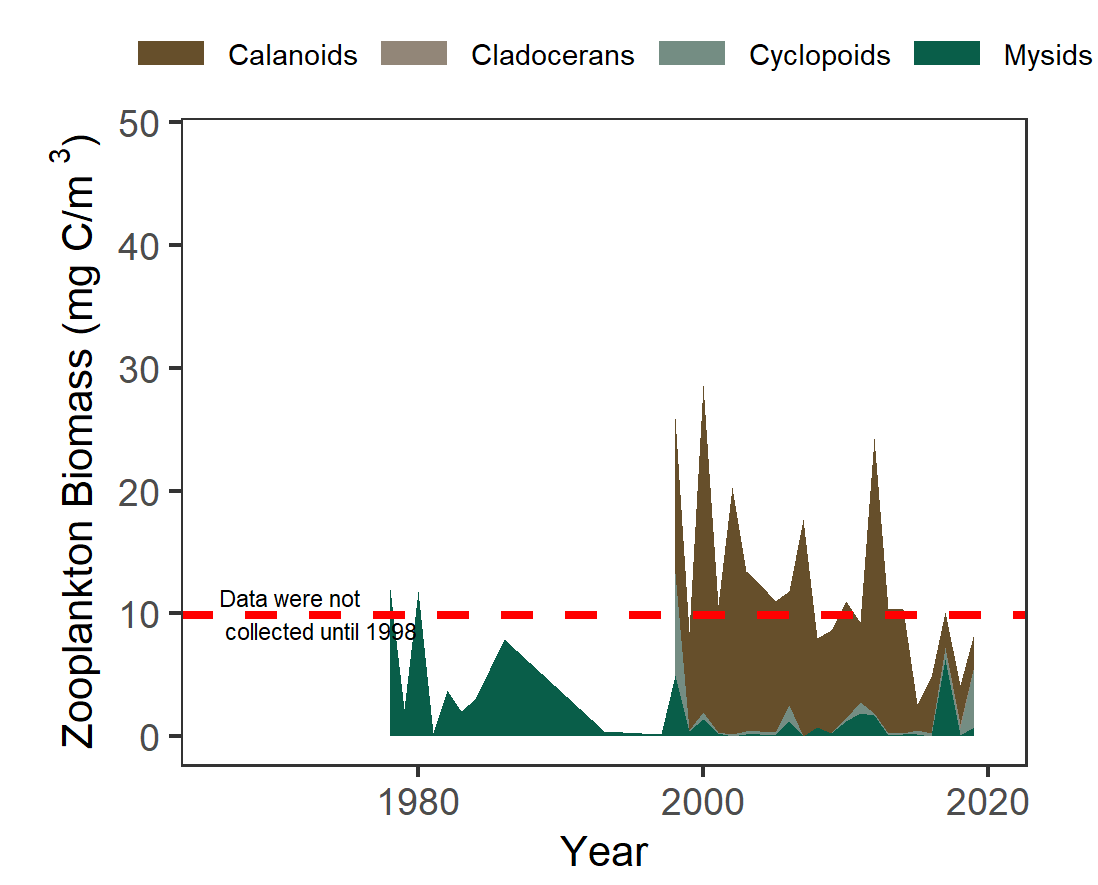 Calanoids Cladocerans Cyclopoids Mysids
Zooplankton Biomass (mg C/m ³)
50
40
30
20
10
0
Data were not
collected until 1998
1980 2000 2020
Year